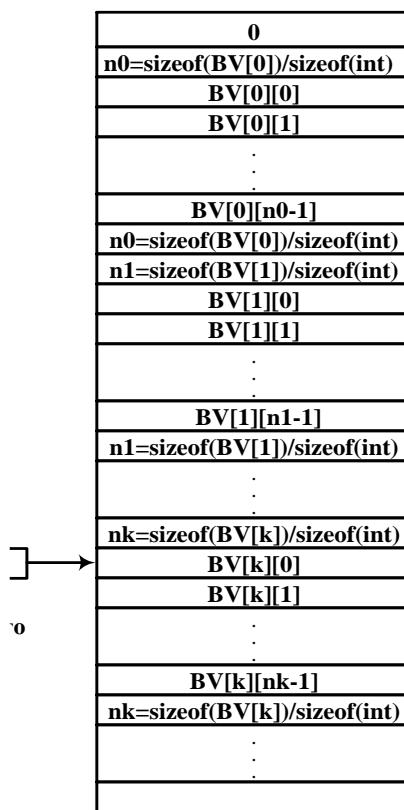 0
n0=sizeof(BV[0])/sizeof(int)
BV[0][0]
BV[0][1]
.
.
.
BV[0][n0-1]
n0=sizeof(BV[0])/sizeof(int)
n1=sizeof(BV[1])/sizeof(int)
BV[1][0]
BV[1][1]
.
.
.
BV[1][n1-1]
n1=sizeof(BV[1])/sizeof(int)
.
.
.
nk=sizeof(BV[k])/sizeof(int)
BV[k][0]
BV[k][1]
.
.
.
BV[k][nk-1]
nk=sizeof(BV[k])/sizeof(int)
.
.
.